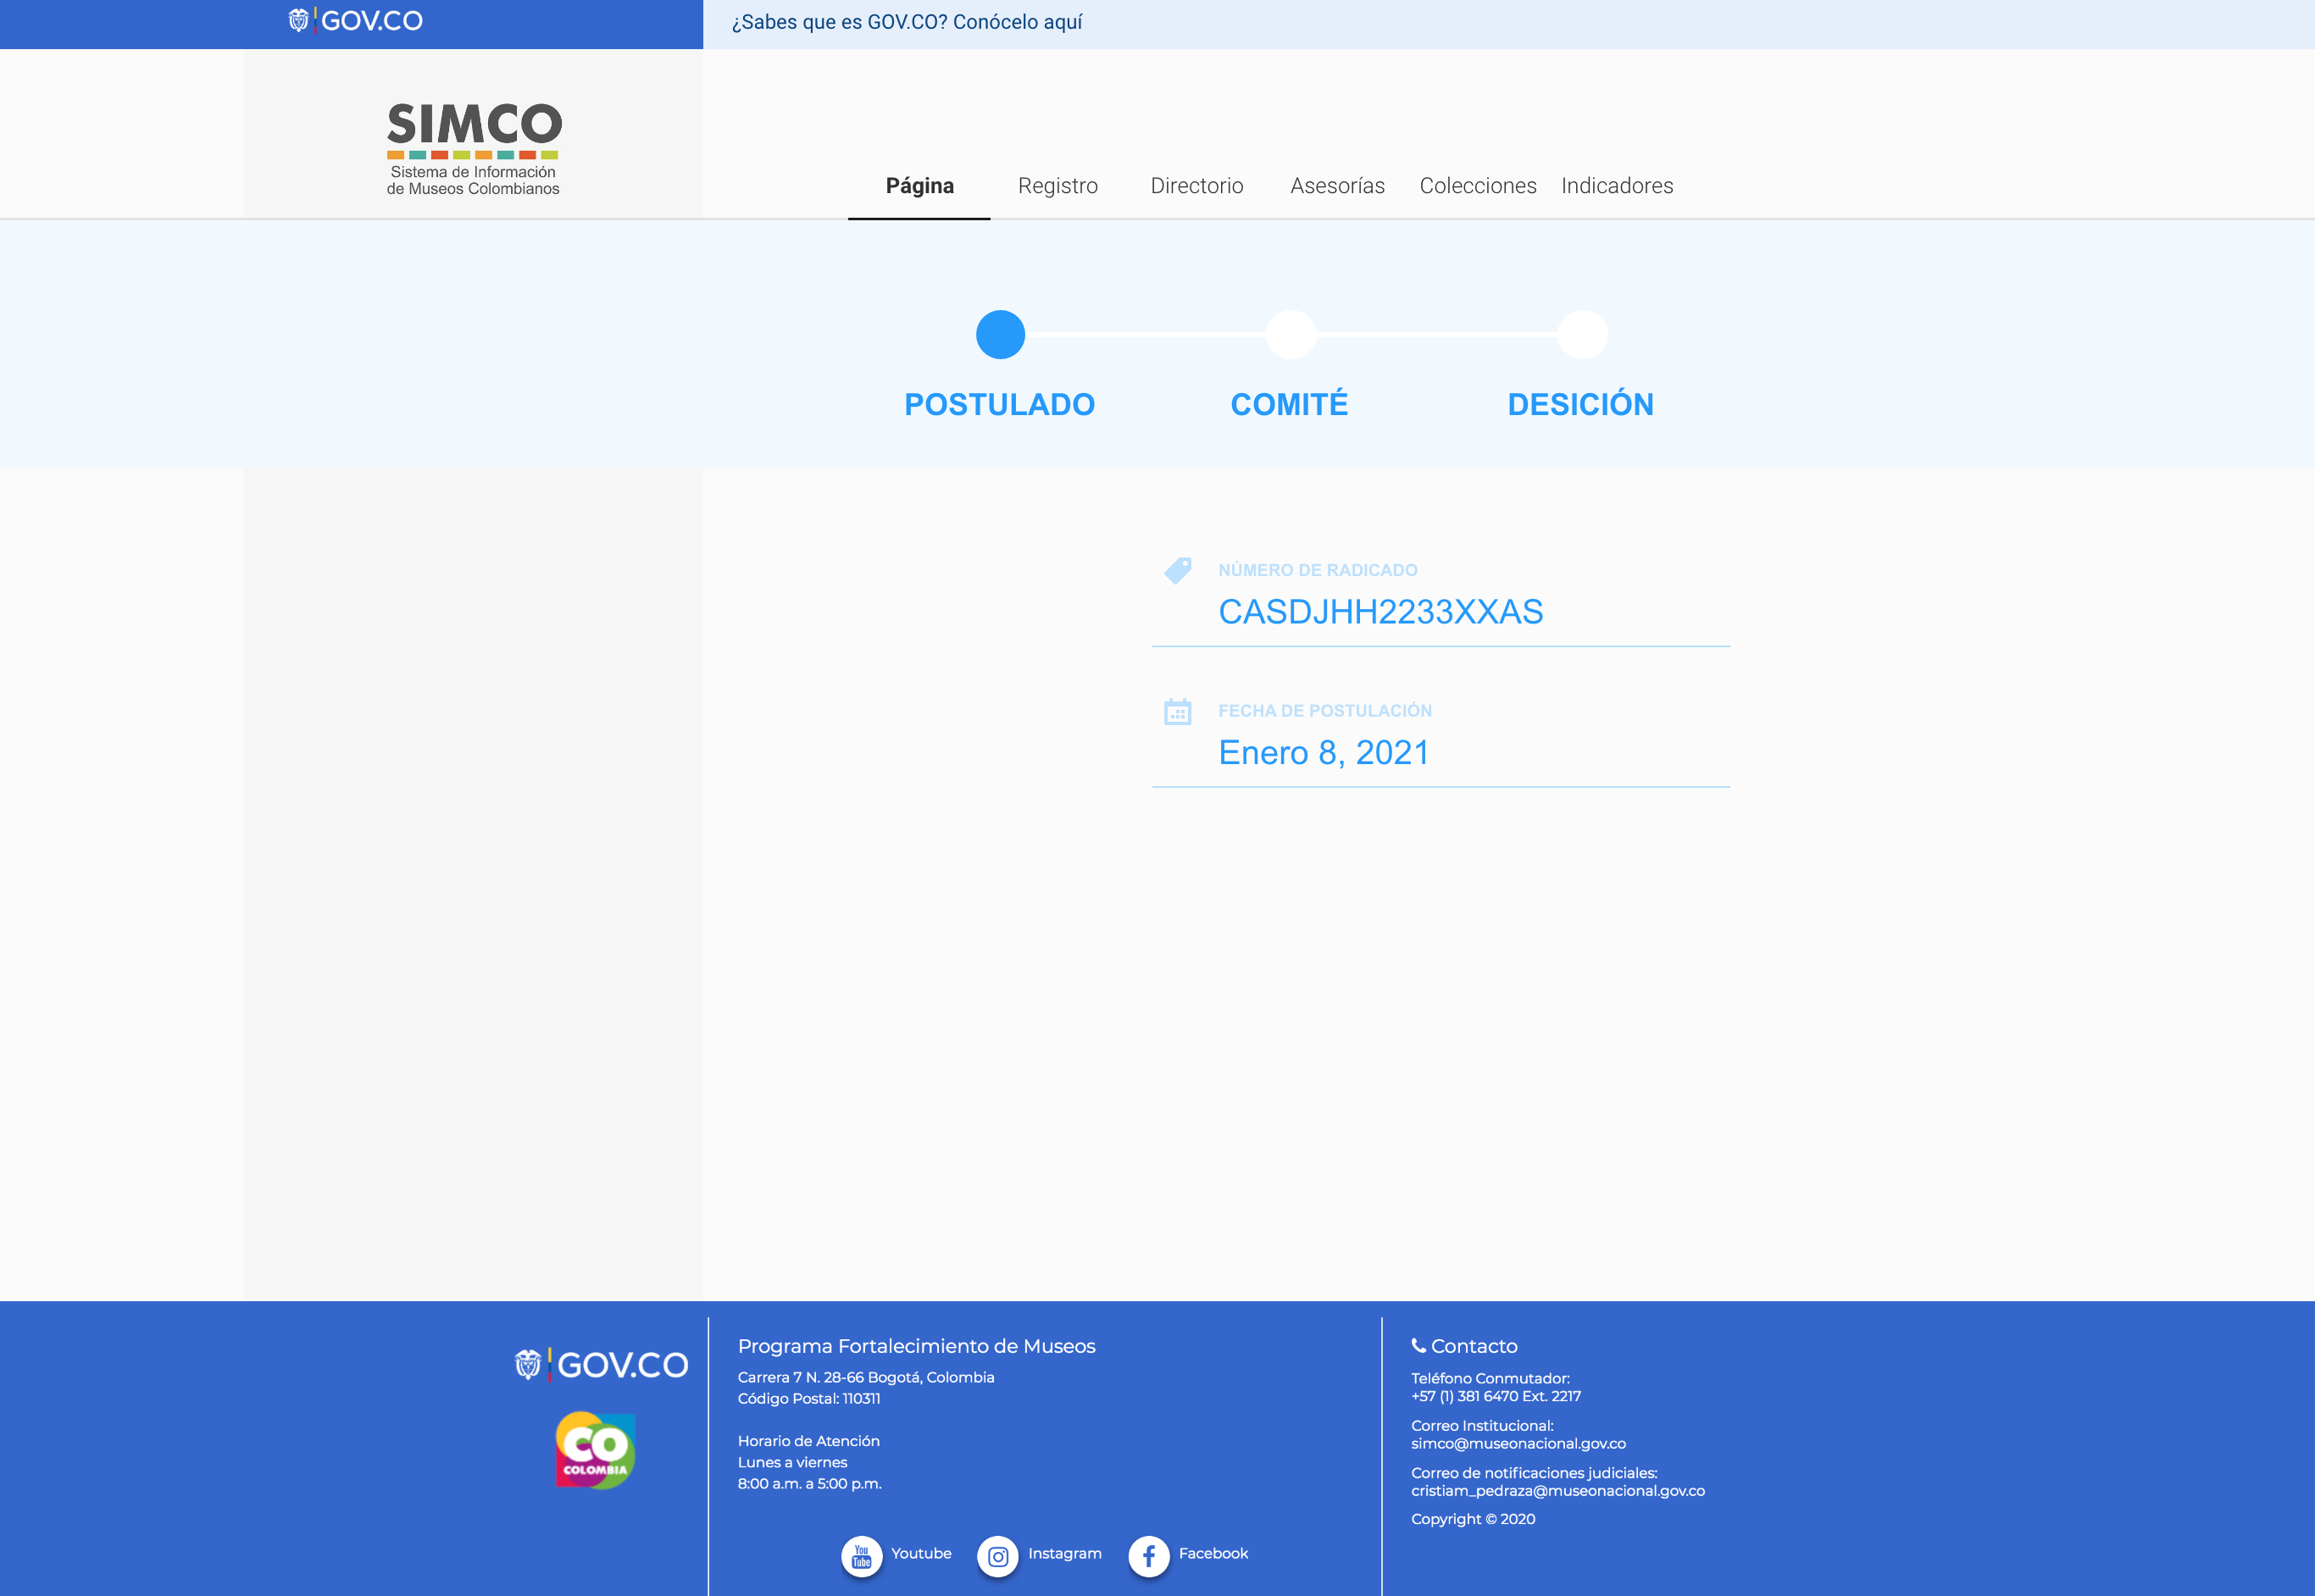 GOV.CO
¿Sabes que es GOV.CO? Conócelo aquí
SIMCO
Sistema de Información
de Museos Colombianos
Página Registro Directorio Asesorías Colecciones Indicadores
POSTULADO COMITÉ DESICIÓN
NÚMERO DE RADICADO
CASDJHH2233XXAS
FECHA DE POSTULACIÓN
Enero 8, 2021
GOV.CO
CO
COLOMBIA
Programa Fortalecimiento de Museos
Carrera 7 N. 28-66 Bogotá, Colombia
Código Postal: 110311
Horario de Atención
Lunes a viernes
8:00 a.m. a 5:00 p.m.
You
Tube
Youtube Instagram Facebook
Contacto
Teléfono Conmutador:
+57 (1) 381 6470 Ext. 2217
Correo Institucional:
simco@museonacional.gov.co
Correo de notificaciones judiciales:
cristiam_pedraza@museonacional.gov.co
Copyright © 2020